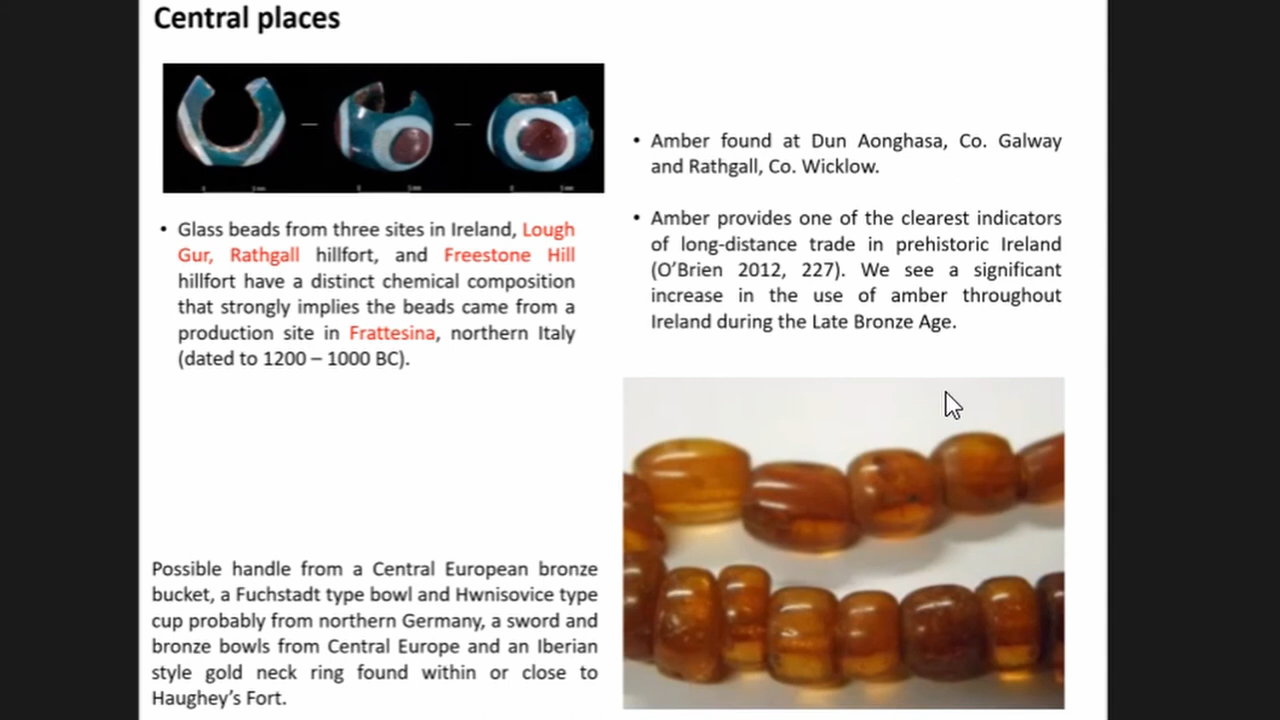 Central places
• Glass beads from three sites in Ireland, Lough
Gur, Rathgall hillfort, and Freestone Hill
hillfort have a distinct chemical composition
that strongly implies the beads came from a
production site in Frattesina, northern Italy
(dated to 1200 – 1000 BC).
Possible handle from a Central European bronze
bucket, a Fuchstadt type bowl and Hwnisovice type
cup probably from northern Germany, a sword and
bronze bowls from Central Europe and an Iberian
style gold neck ring found within or close to
Haughey’s Fort.
• Amber found at Dun Aonghasa, Co. Galway
and Rathgall, Co. Wicklow.
• Amber provides one of the clearest indicators
of long-distance trade in prehistoric Ireland
(O’Brien 2012, 227). We see a significant
increase in the use of amber throughout
Ireland during the Late Bronze Age.